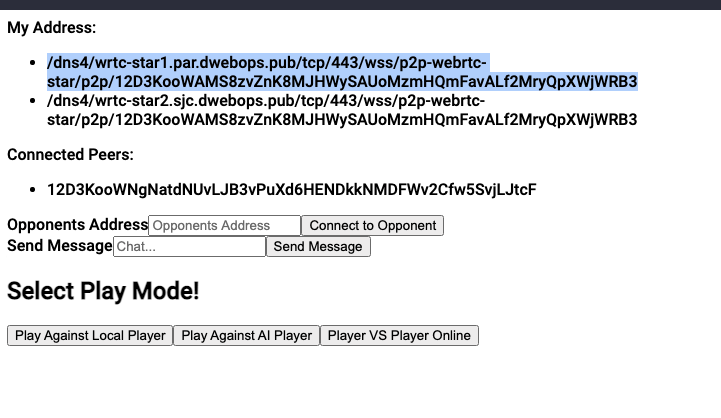 My Address:
/dns4/wrtc-star1.par.dwebops.pub/tcp/443/wss/p2p-webrtc-
star/p2p/12D3KooWAMS8zvZnK8MJHWySAUoMzmHQmFavALf2MryQpXWjWRB3
/dns4/wrtc-star2.sjc.dwebops.pub/tcp/443/wss/p2p-webrtc-
star/p2p/12D3KooWAMS8zvZnK8MJHWySAUoMzmHQmFavALf2MryQpXWjWRB3
Connected Peers:
12D3KooWNgNatdNUvLJB3vPuXd6HENDkkNMDFWv2Cfw5SvjLJtcF
Opponents Address Opponents Address Connect to Opponent
Send Message Chat... Send Message
Select Play Mode!
Play Against Local Player Play Against AI Player Player VS Player Online